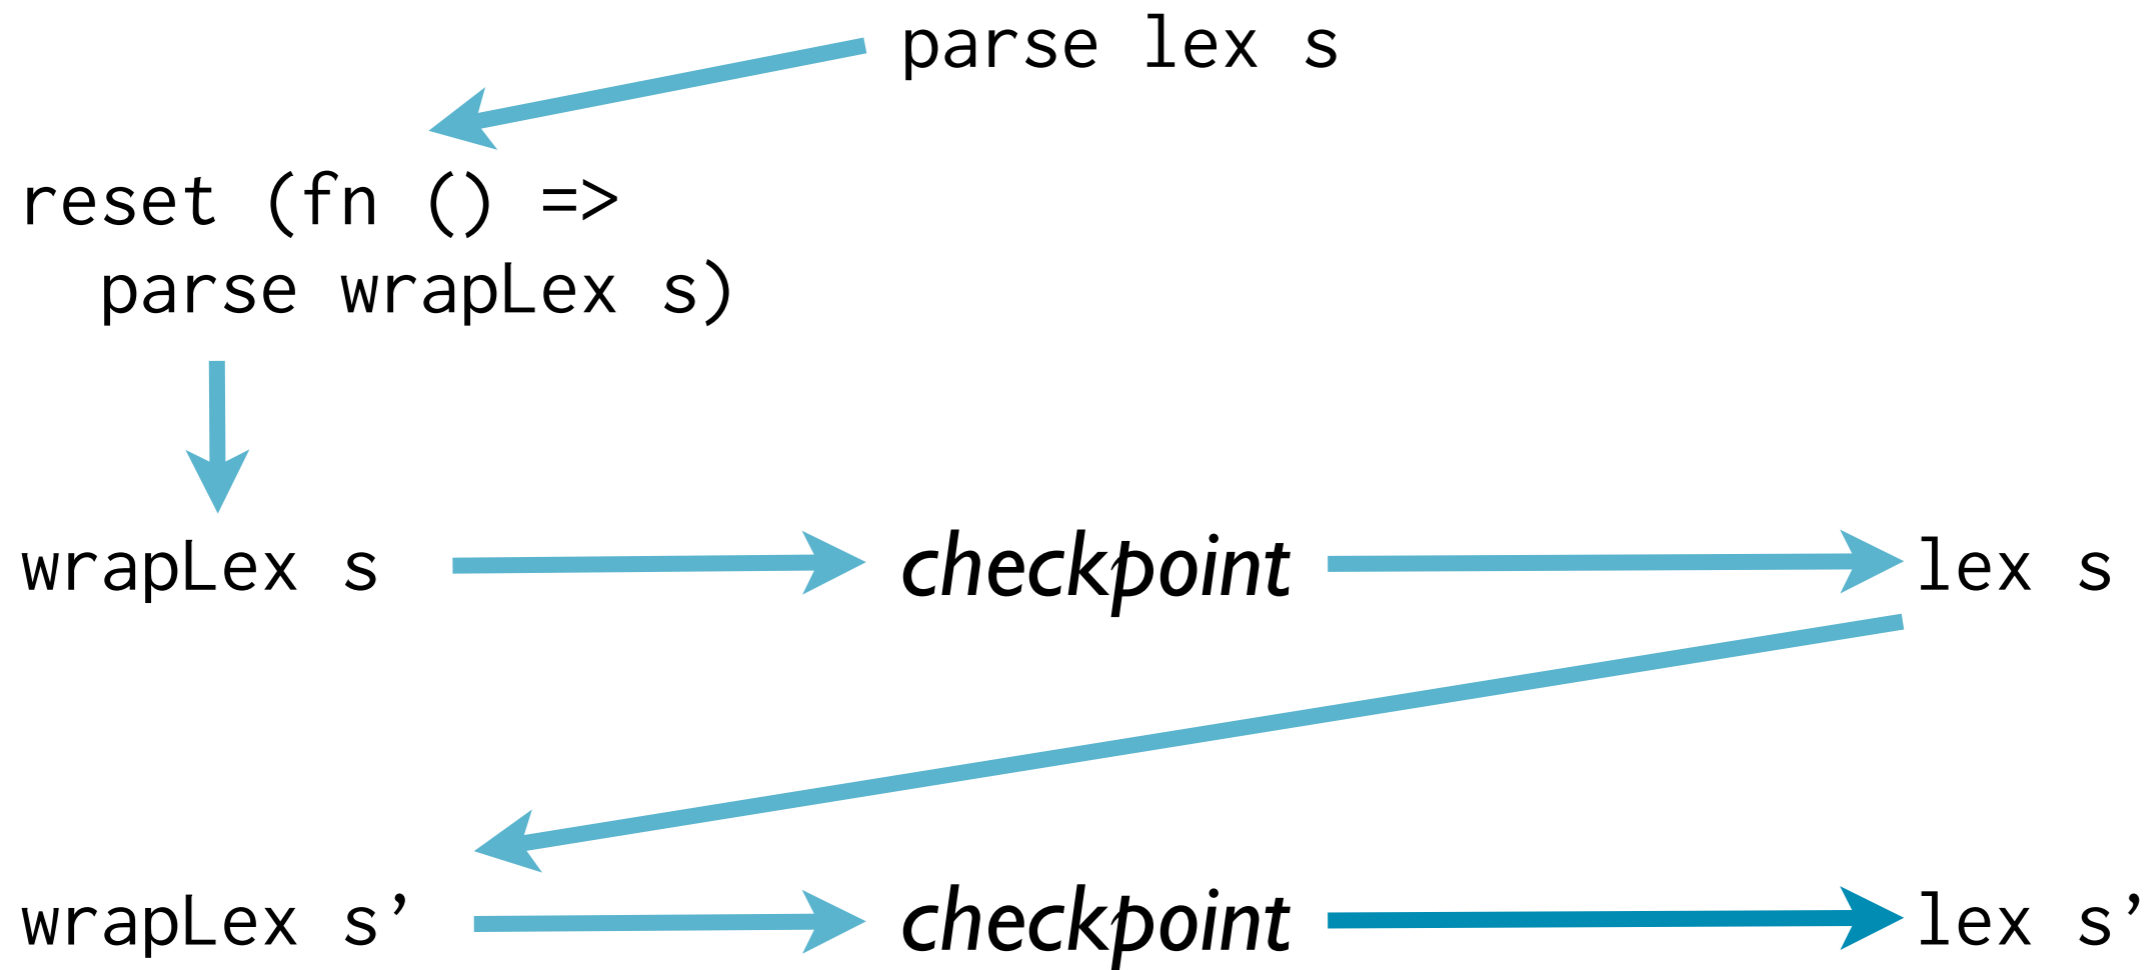 parse lex s
reset (fn () =>
parse wrapLex s)
wrapLex s
checkpoint
lex s
wrapLex s’
checkpoint
lex s’